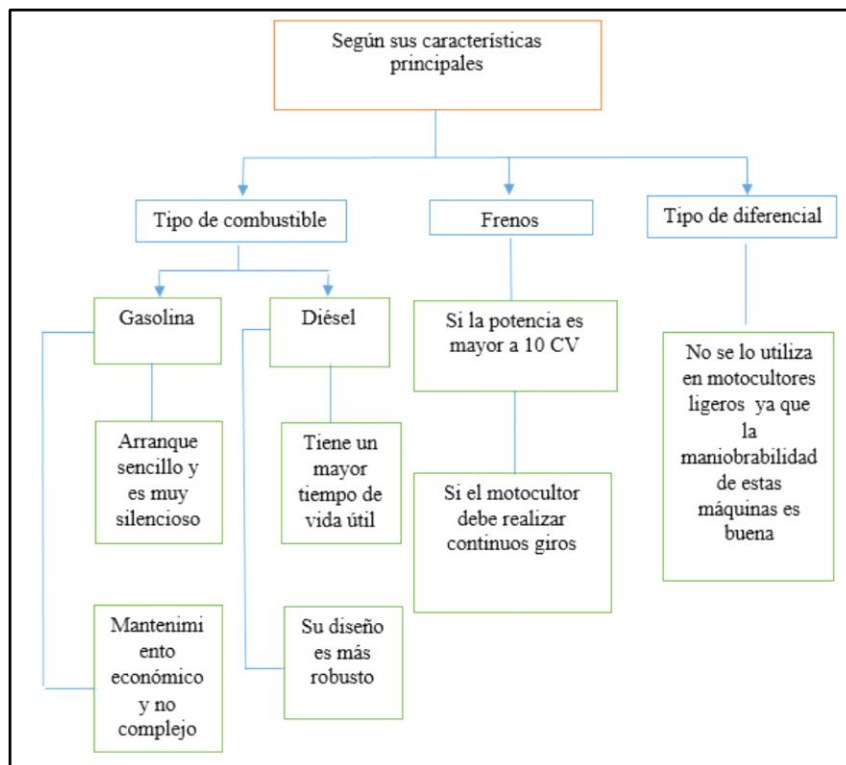 Según sus características
principales
Tipo de combustible
Frenos
Tipo de diferencial
Gasolina
Diésel
Si la potencia es
mayor a 10 CV
No se lo utiliza
en motocultores
ligeros ya que
la
maniobrabilidad
de estas
máquinas es
buena
Arranque
sencillo y
es muy
silencioso
Tiene un
mayor
tiempo de
vida útil
Si el motocultor
debe realizar
continuos giros
Mantenimi
ento
económico
y no
complejo
Su diseño
es más
robusto